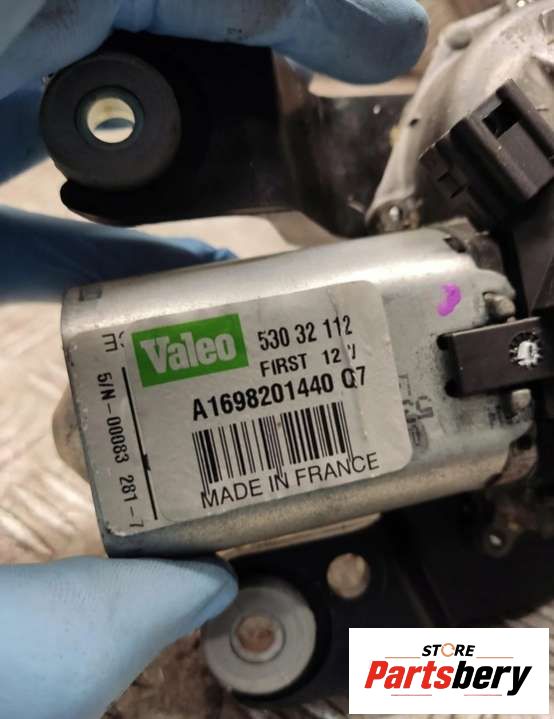 Valeo
530 32 112
FIRST 12 V
A1698201440 Q7
MADE IN FRANCE
S/N-00083 281-7
STORE
Partsbery